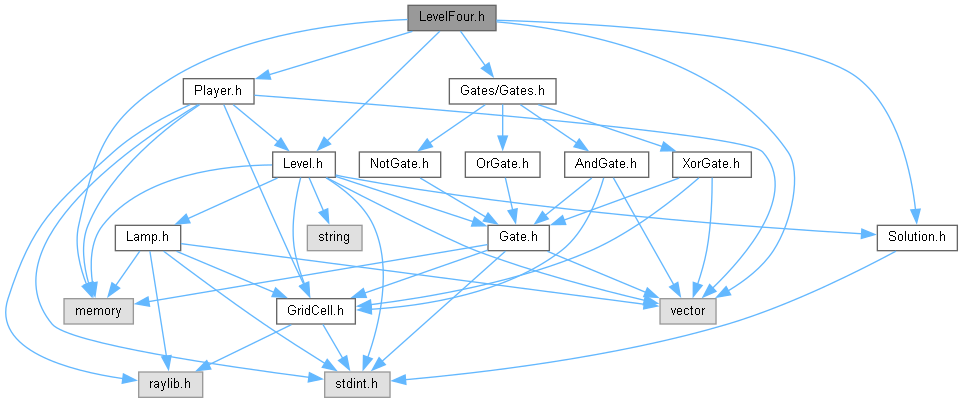 LevelFour.h
Player.h
Gates/Gates.h
Level.h
NotGate.h
OrGate.h
AndGate.h
XorGate.h
Lamp.h
string
Gate.h
Solution.h
memory
GridCell.h
vector
raylib.h
stdint.h